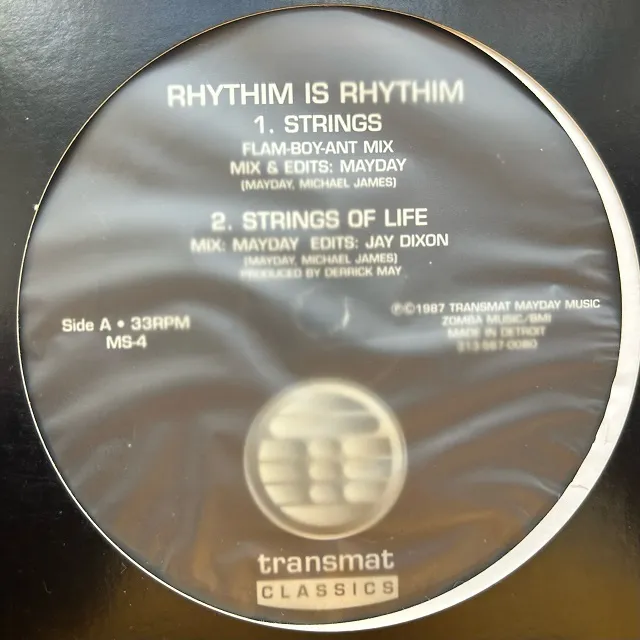 RHYTHIM IS RHYTHIM
1. STRINGS
FLAM-BOY-ANT MIX
MIX & EDITS: MAYDAY
(MAYDAY, MICHAEL JAMES)
2. STRINGS OF LIFE
MIX: MAYDAY EDITS: JAY DIXON
(MAYDAY, MICHAEL JAMES)
PRODUCED BY DERRICK MAY
Side A • 33RPM
MS-4
℗©1987 TRANSMAT MAYDAY MUSIC
ZOMBA MUSIC/BMI
MADE IN DETROIT
transmat
CLASSICS